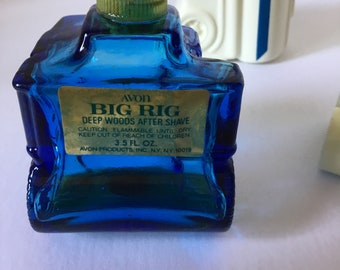 AVON
BIG RIG
DEEP WOODS AFTER SHAVE
CAUTION: FLAMMABLE UNTIL DRY.
KEEP OUT OF REACH OF CHILDREN.
3.5 FL. OZ.
AVON PRODUCTS, INC. N.Y. N.Y. 10019